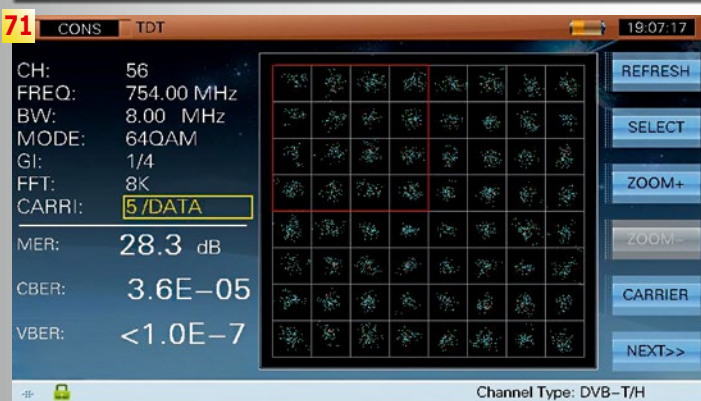 71
CONS TDT 19:07:17
CH: 56
FREQ: 754.00 MHz
BW: 8.00 MHz
MODE: 64QAM
GI: 1/4
FFT: 8K
CARRI: 5 /DATA
MER: 28.3 dB
CBER: 3.6E–05
VBER: <1.0E–7
REFRESH
SELECT
ZOOM+
ZOOM–
CARRIER
NEXT>>
Channel Type: DVB–T/H